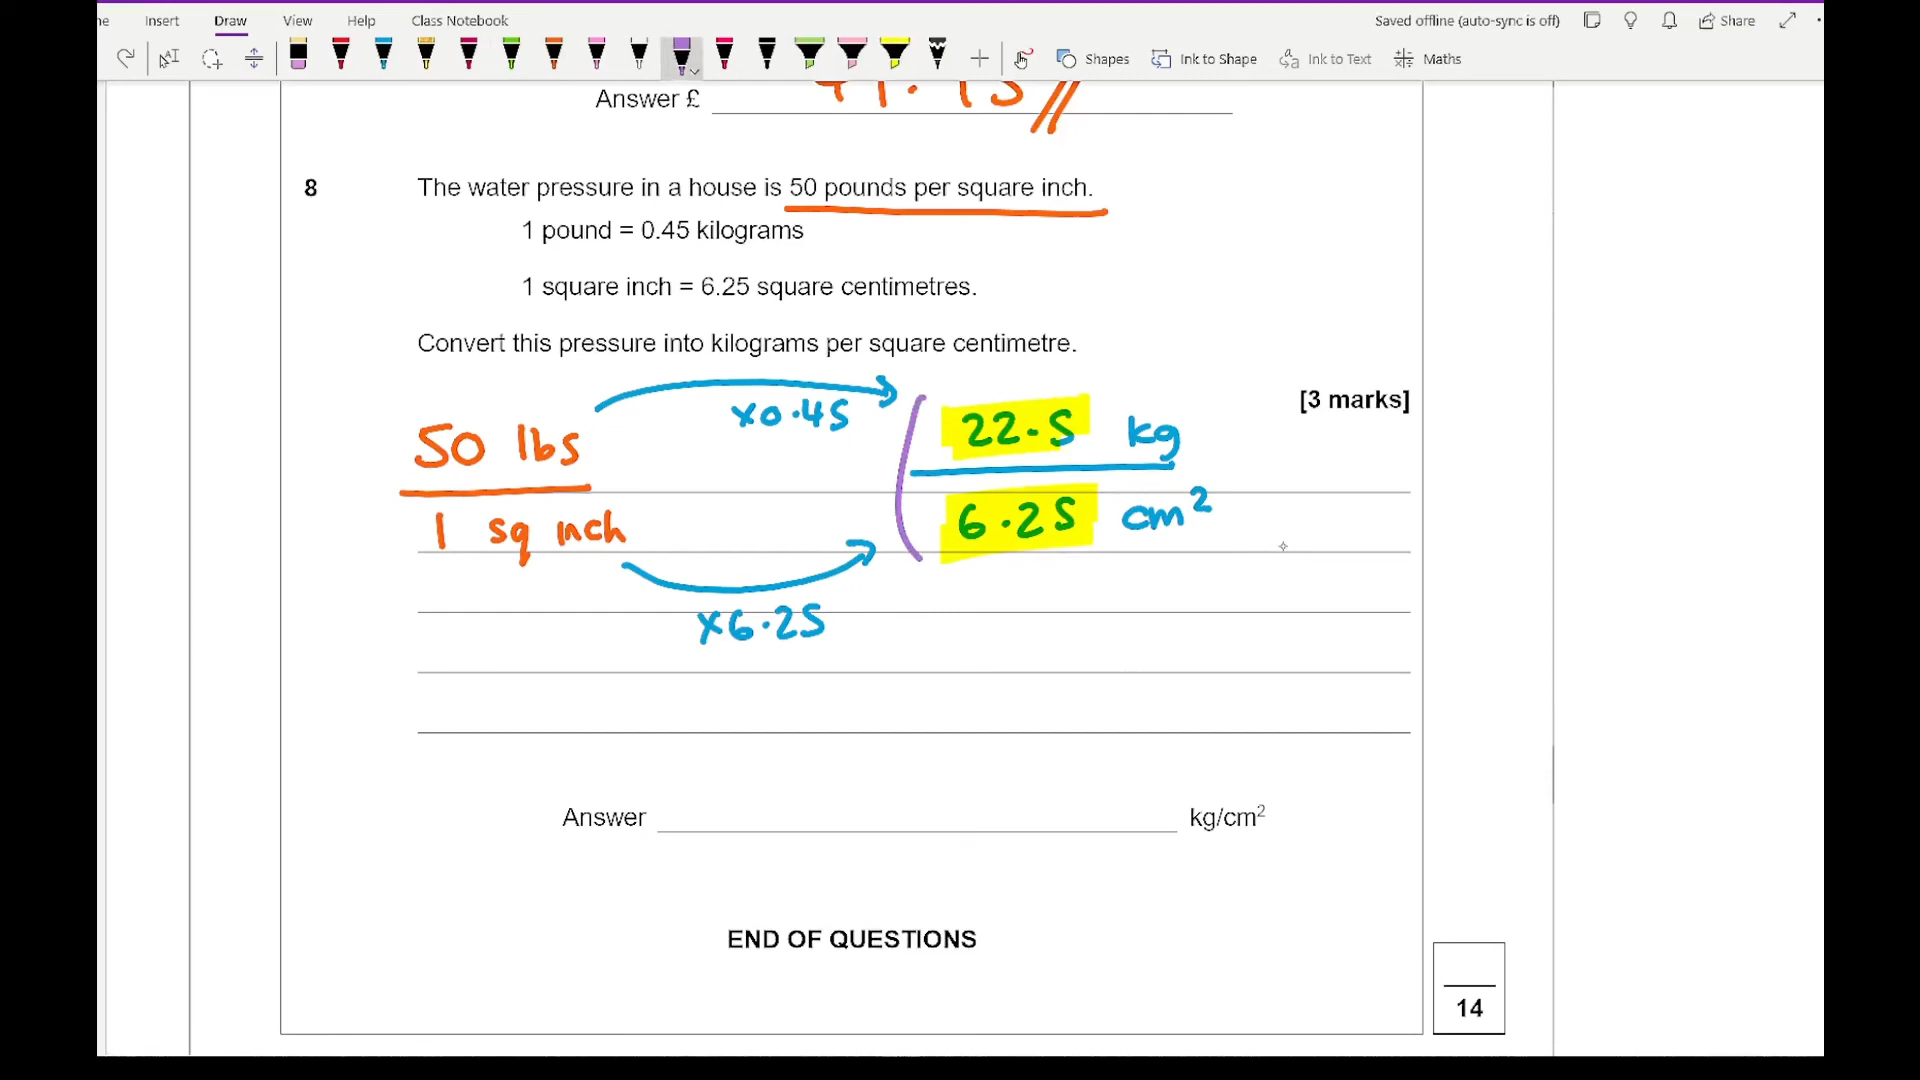 Insert Draw View Help Class Notebook Saved offline (auto-sync is off) Share
Shapes Ink to Shape Ink to Text Maths
Answer £
8 The water pressure in a house is 50 pounds per square inch.
1 pound = 0.45 kilograms
1 square inch = 6.25 square centimetres.
Convert this pressure into kilograms per square centimetre.
[3 marks]
x0.45
50 lbs
22.5 kg
1 sq inch
6.25 cm²
x6.25
Answer kg/cm²
END OF QUESTIONS
14